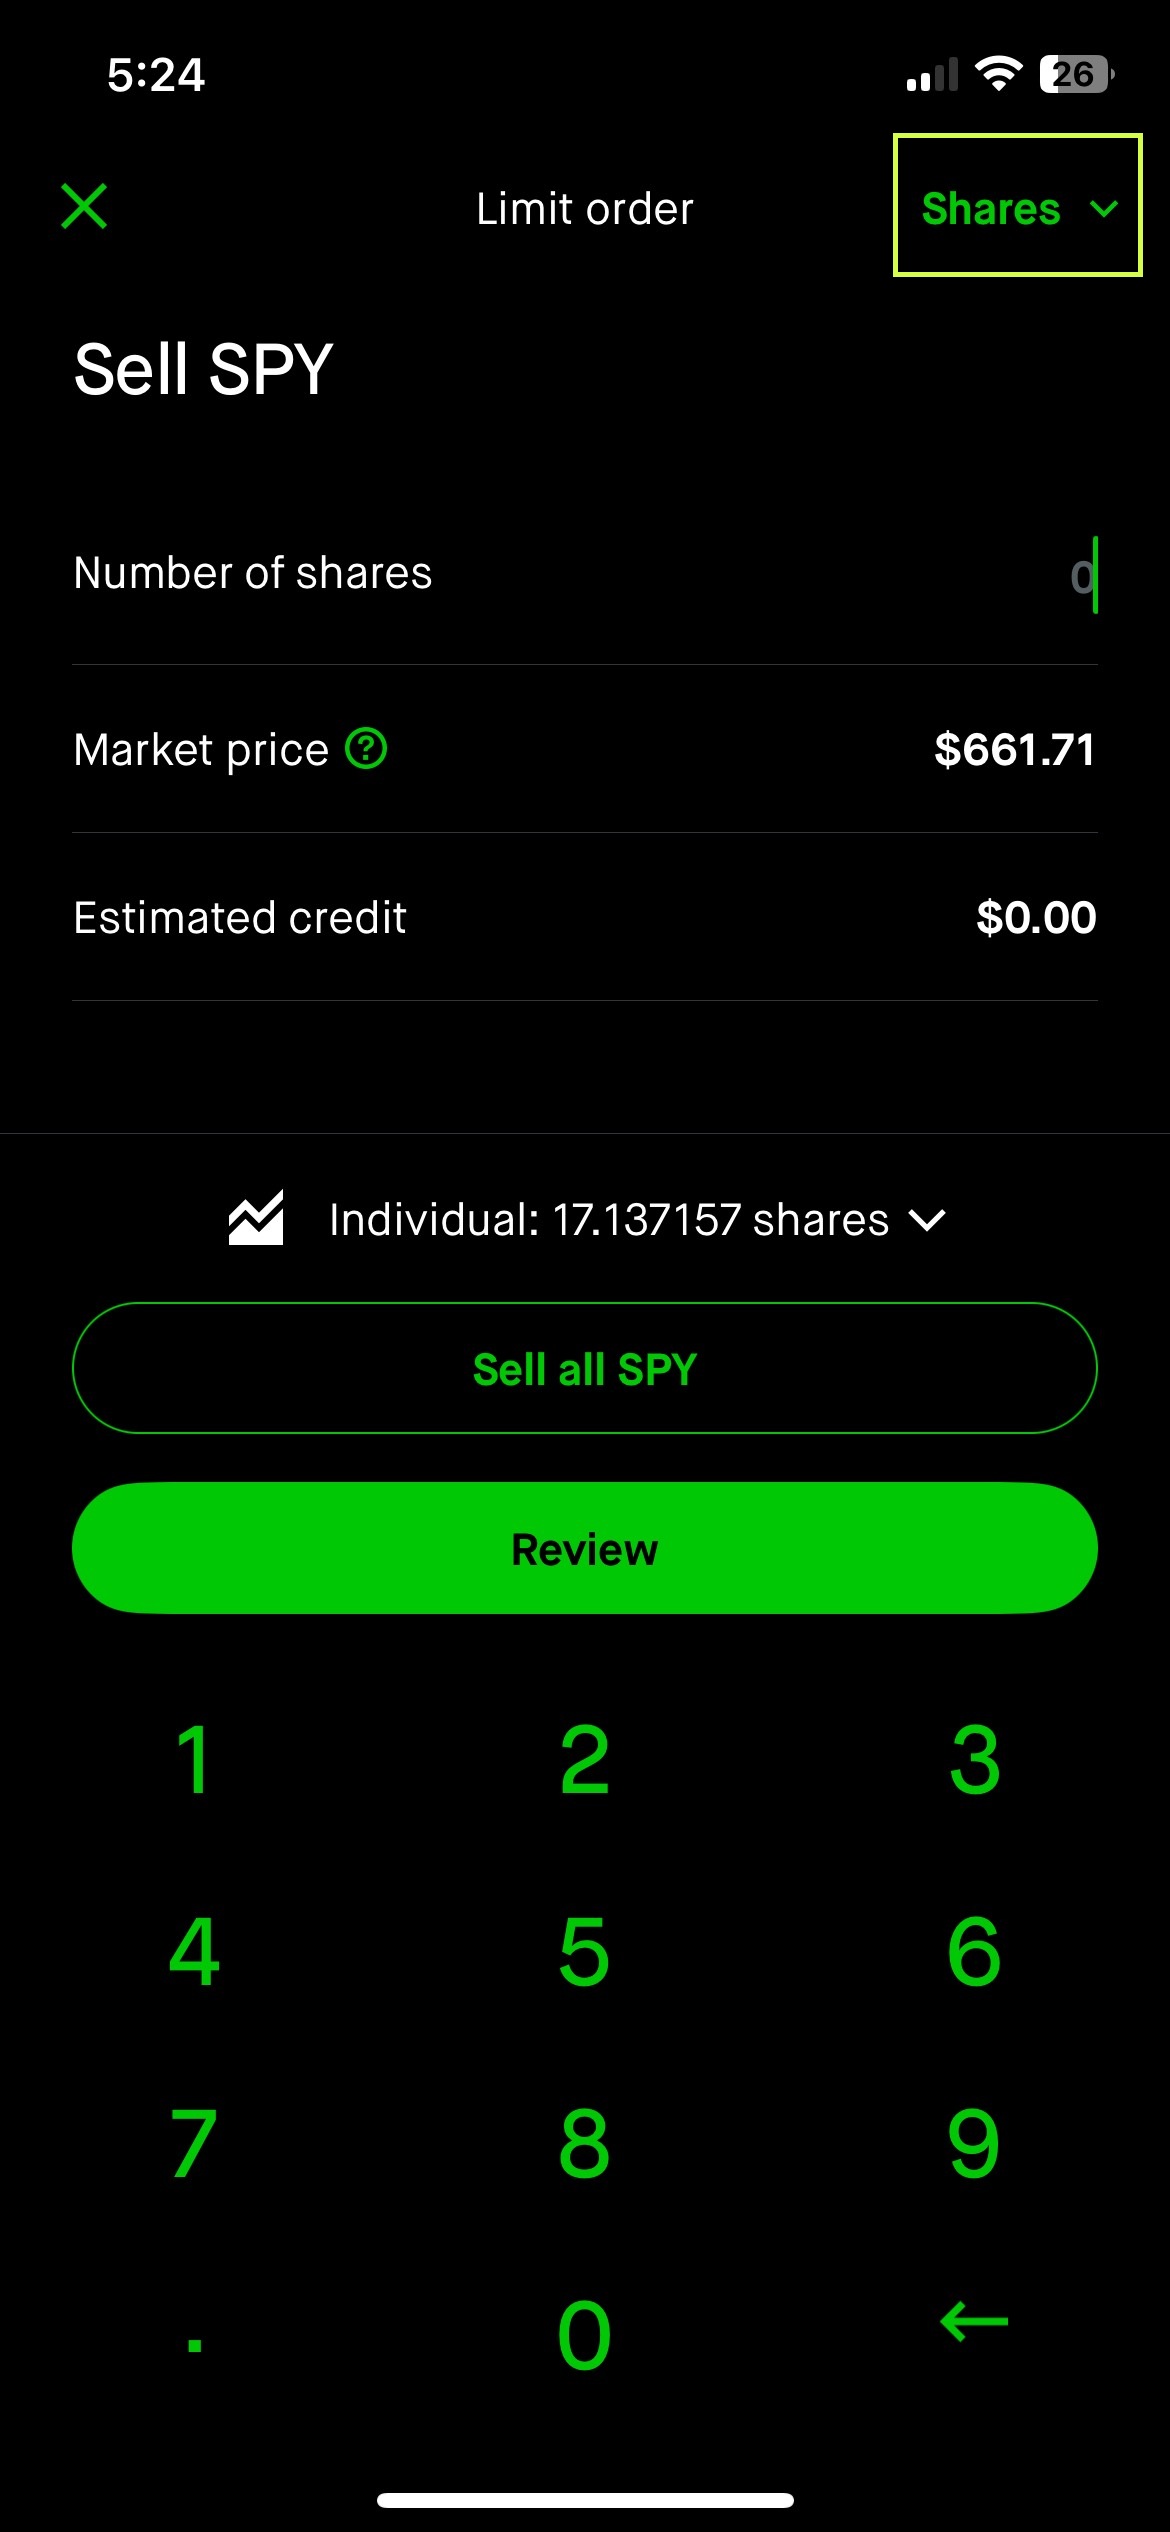 5:24
26
Limit order
Shares
Sell SPY
Number of shares
0
Market price ?
$661.71
Estimated credit
$0.00
Individual: 17.137157 shares
Sell all SPY
Review
1 2 3
4 5 6
7 8 9
. 0